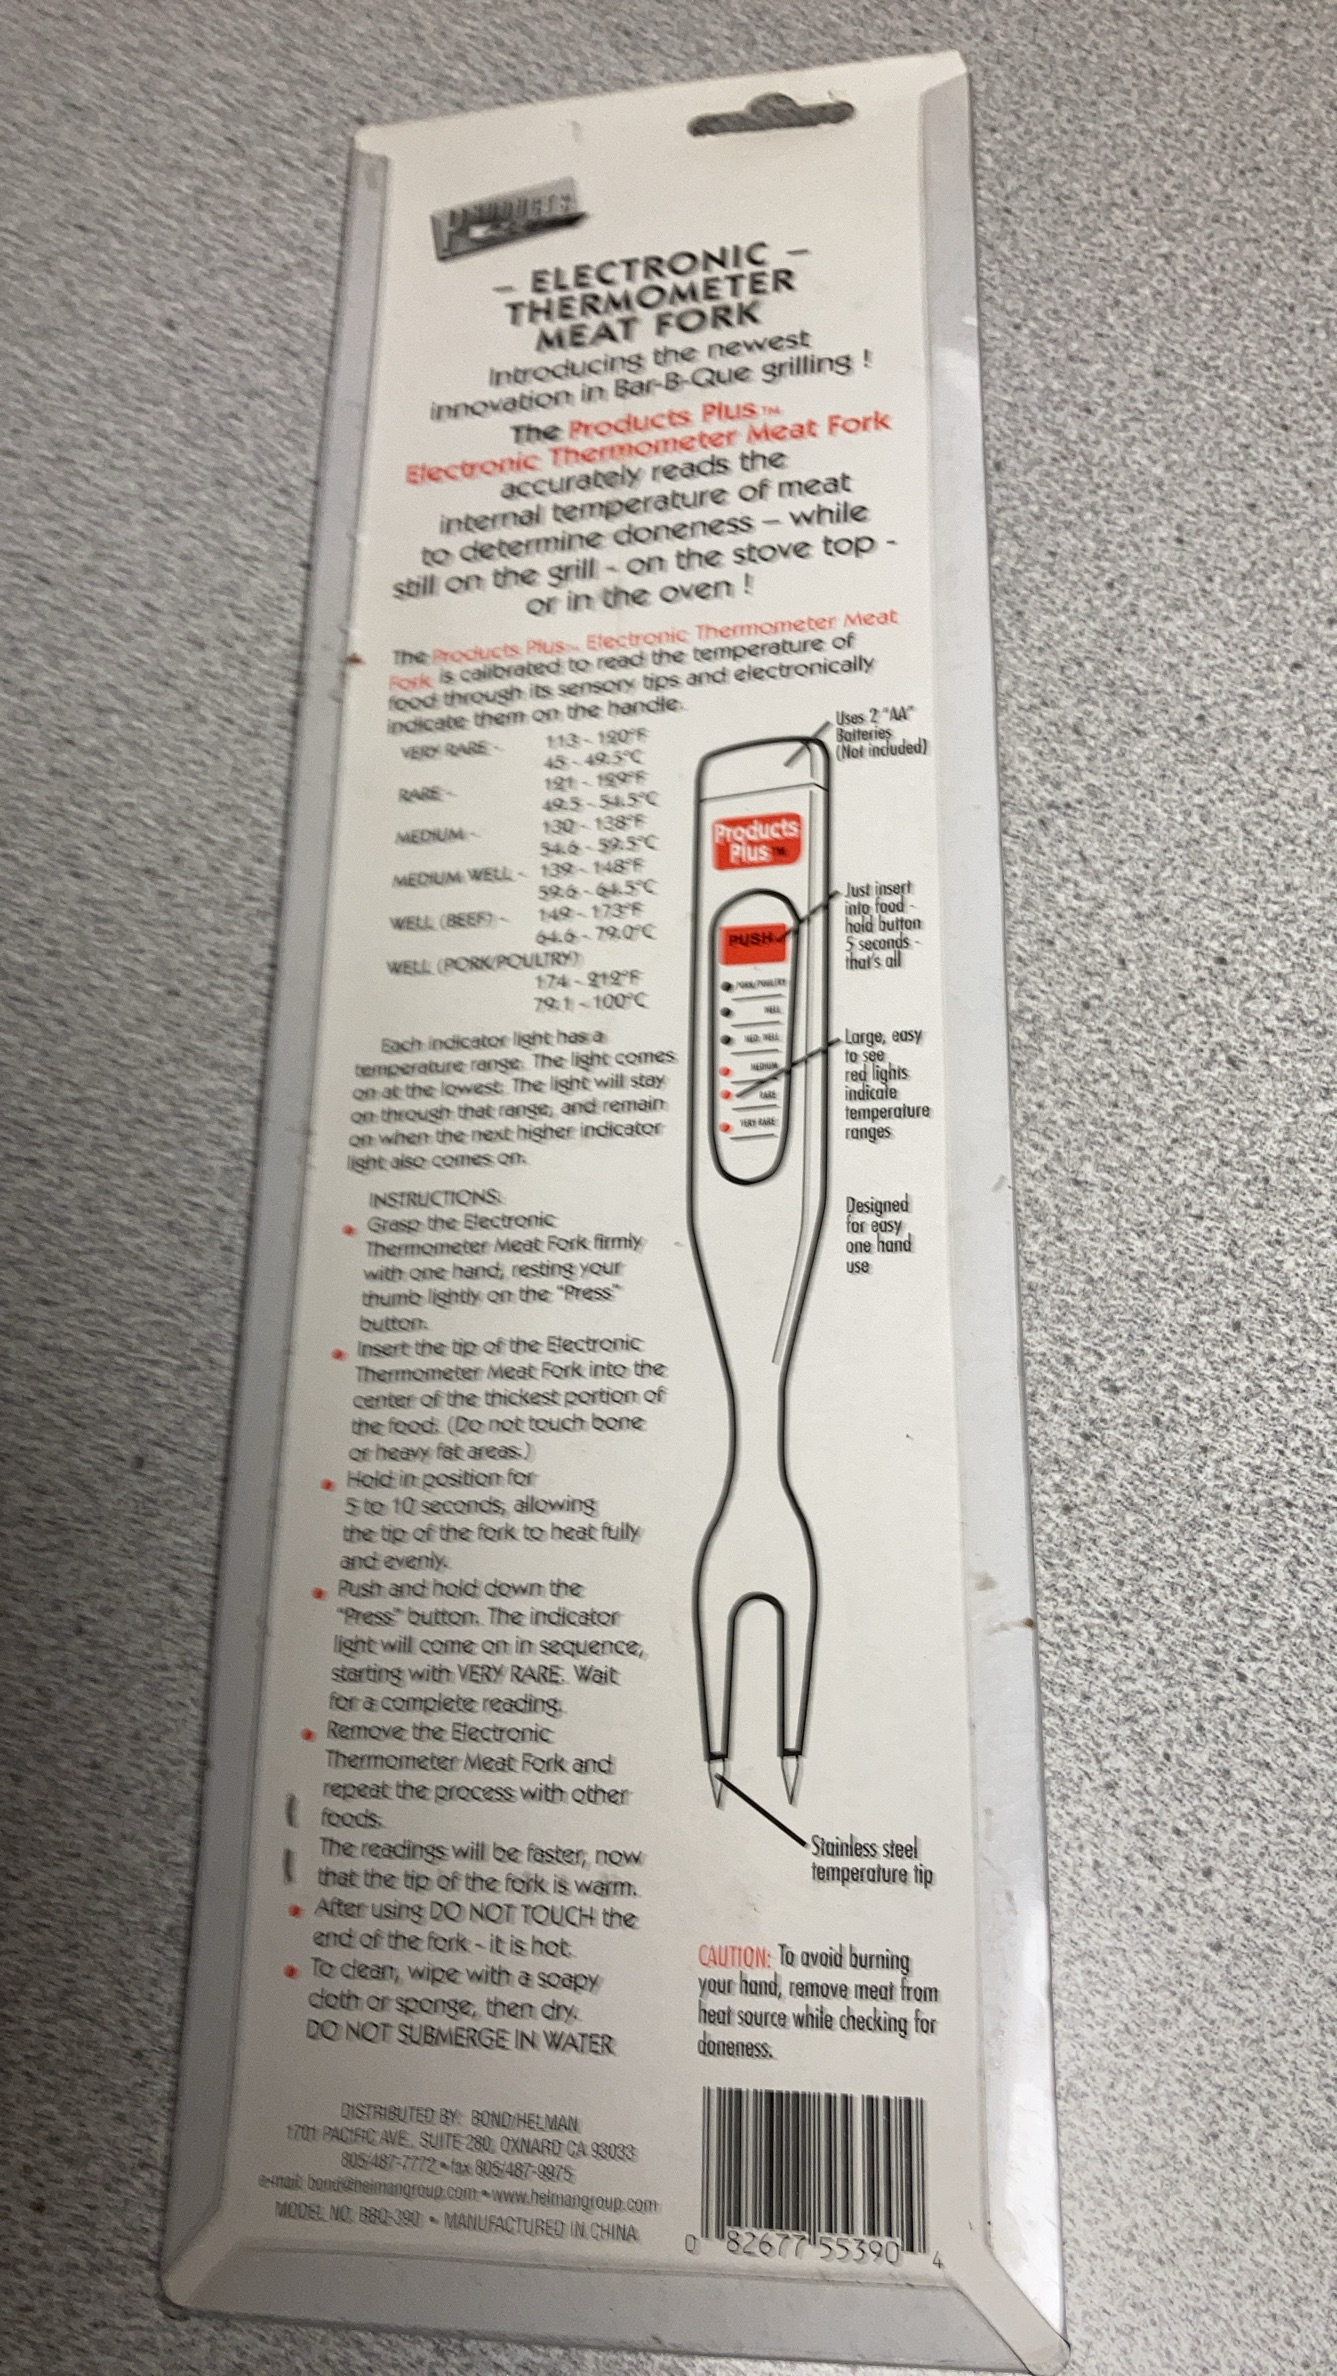 PRODUCTS
– ELECTRONIC –
THERMOMETER
MEAT FORK
Introducing the newest
innovation in Bar-B-Que grilling !
The Products Plus™
Electronic Thermometer Meat Fork
accurately reads the
internal temperature of meat
to determine doneness – while
still on the grill - on the stove top -
or in the oven !
The Products Plus™ Electronic Thermometer Meat
Fork is calibrated to read the temperature of
food through its sensory tips and electronically
indicate them on the handle.
VERY RARE - 113 - 120°F
45 - 49.5°C
RARE - 121 - 129°F
49.5 - 54.5°C
MEDIUM - 130 - 138°F
54.6 - 59.5°C
MEDIUM WELL - 139 - 148°F
59.6 - 64.5°C
WELL (BEEF) - 149 - 173°F
64.6 - 79.0°C
WELL (PORK/POULTRY)
174 - 212°F
79.1 - 100°C
Each indicator light has a
temperature range. The light comes
on at the lowest. The light will stay
on through that range, and remain
on when the next higher indicator
light also comes on.
INSTRUCTIONS:
• Grasp the Electronic
Thermometer Meat Fork firmly
with one hand, resting your
thumb lightly on the "Press"
button.
• Insert the tip of the Electronic
Thermometer Meat Fork into the
center of the thickest portion of
the food. (Do not touch bone
or heavy fat areas.)
• Hold in position for
5 to 10 seconds, allowing
the tip of the fork to heat fully
and evenly.
• Push and hold down the
"Press" button. The indicator
light will come on in sequence,
starting with VERY RARE. Wait
for a complete reading.
• Remove the Electronic
Thermometer Meat Fork and
repeat the process with other
foods.
The readings will be faster, now
that the tip of the fork is warm.
• After using DO NOT TOUCH the
end of the fork - it is hot.
• To clean, wipe with a soapy
cloth or sponge, then dry.
DO NOT SUBMERGE IN WATER
Uses 2 "AA"
Batteries
(Not included)
Products
Plus™
Just insert
into food -
hold button
5 seconds -
that's all
PUSH
PORK/POULTRY
WELL
MED. WELL
MEDIUM
RARE
VERY RARE
Large, easy
to see
red lights
indicate
temperature
ranges
Designed
for easy
one hand
use
Stainless steel
temperature tip
CAUTION: To avoid burning
your hand, remove meat from
heat source while checking for
doneness.
DISTRIBUTED BY: BOND/HELMAN
1701 PACIFIC AVE., SUITE 280, OXNARD CA 93033
805/487-7772 • fax 805/487-9975
e-mail: bond@helmangroup.com • www.helmangroup.com
MODEL NO. BBQ-390 • MANUFACTURED IN CHINA
0 82677 55390 4